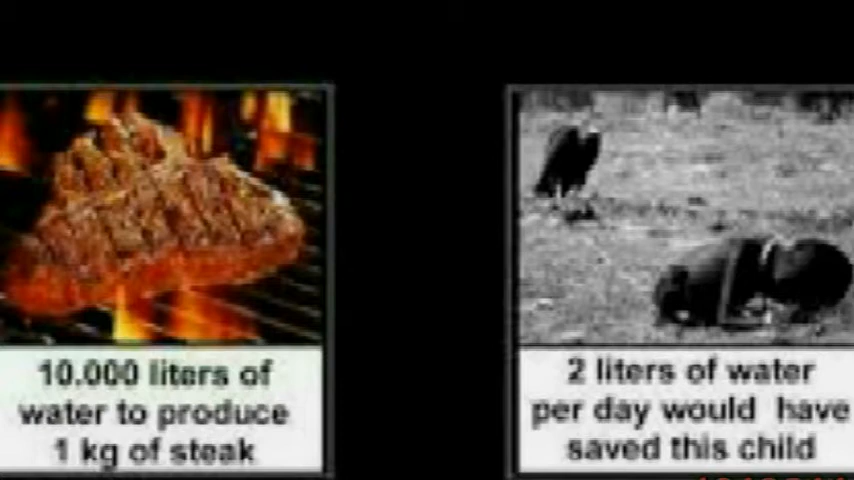 10.000 liters of
water to produce
1 kg of steak
2 liters of water
per day would have
saved this child